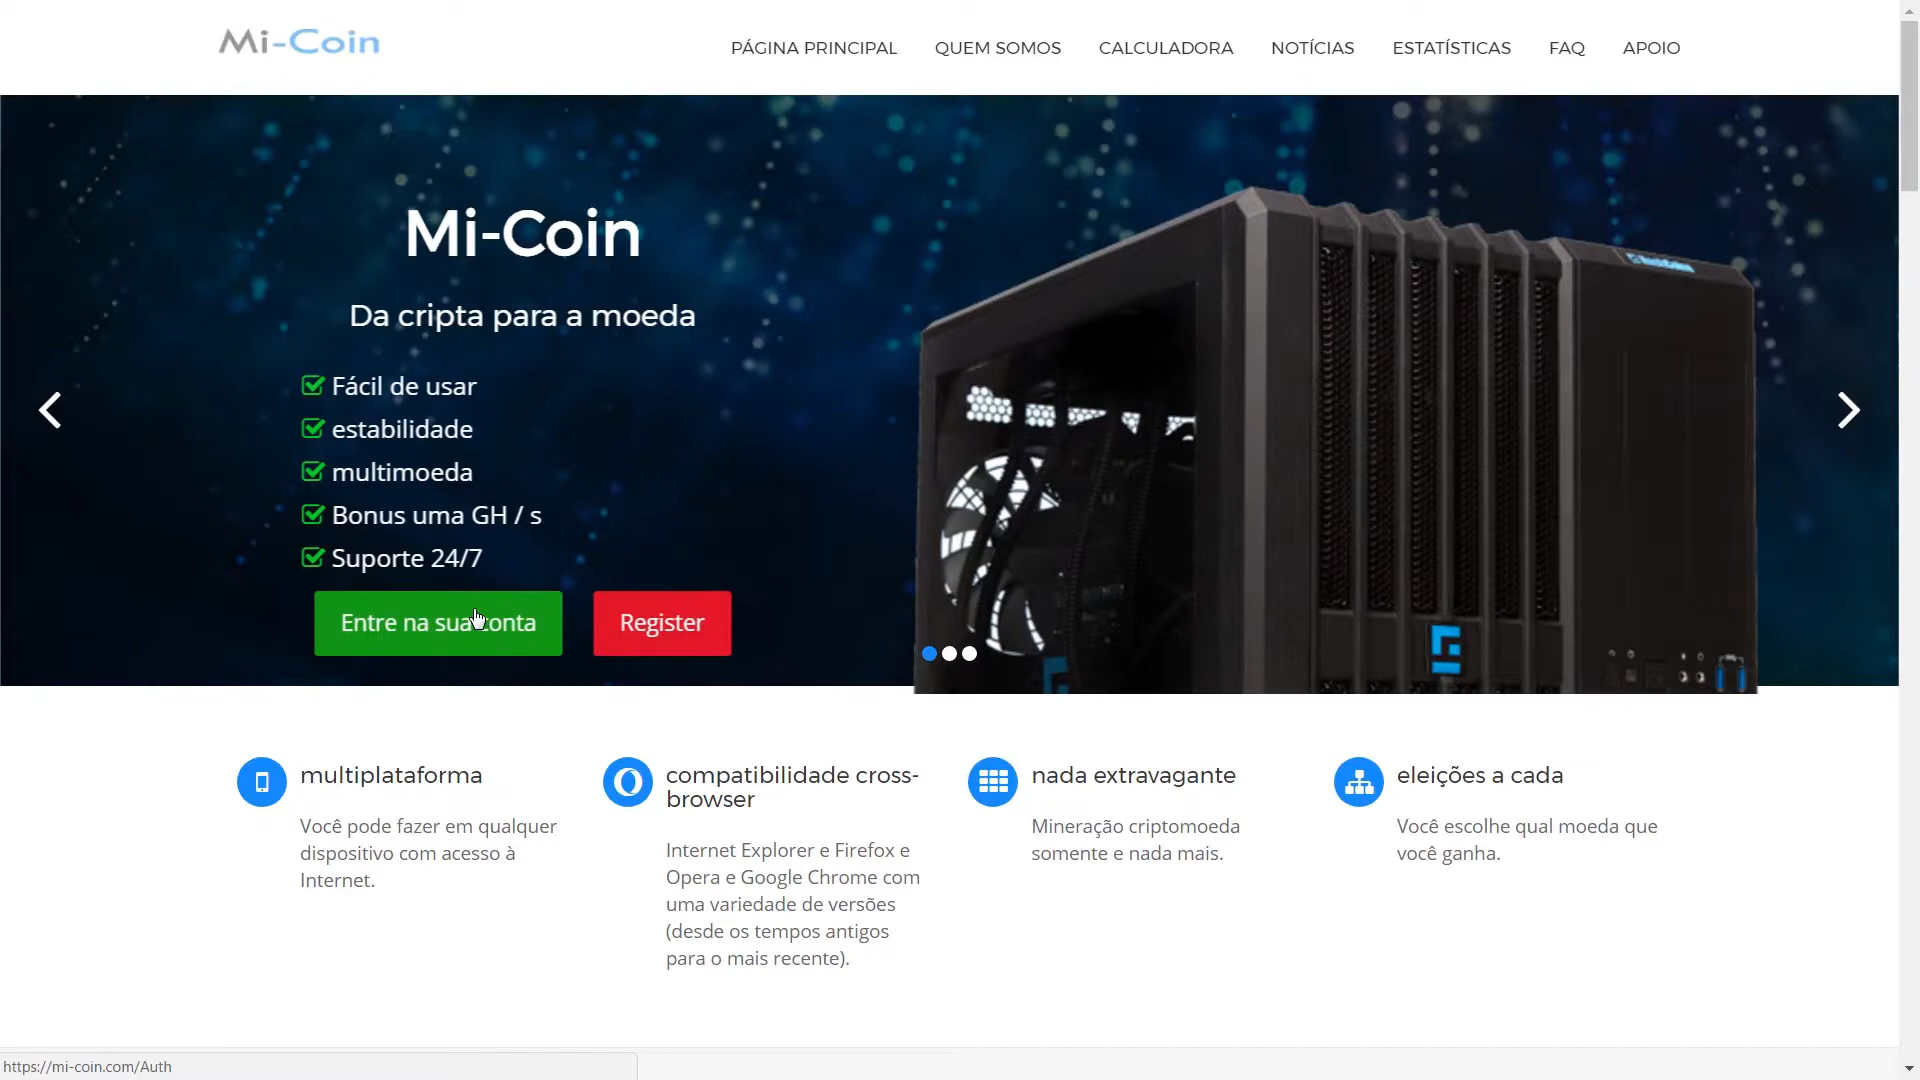 Mi-Coin
PÁGINA PRINCIPAL QUEM SOMOS CALCULADORA NOTÍCIAS ESTATÍSTICAS FAQ APOIO
Mi-Coin
Da cripta para a moeda
Fácil de usar
estabilidade
multimoeda
Bonus uma GH / s
Suporte 24/7
Entre na sua conta
Register
multiplataforma
Você pode fazer em qualquer
dispositivo com acesso à
Internet.
compatibilidade cross-
browser
Internet Explorer e Firefox e
Opera e Google Chrome com
uma variedade de versões
(desde os tempos antigos
para o mais recente).
nada extravagante
Mineração criptomoeda
somente e nada mais.
eleições a cada
Você escolhe qual moeda que
você ganha.
https://mi-coin.com/Auth